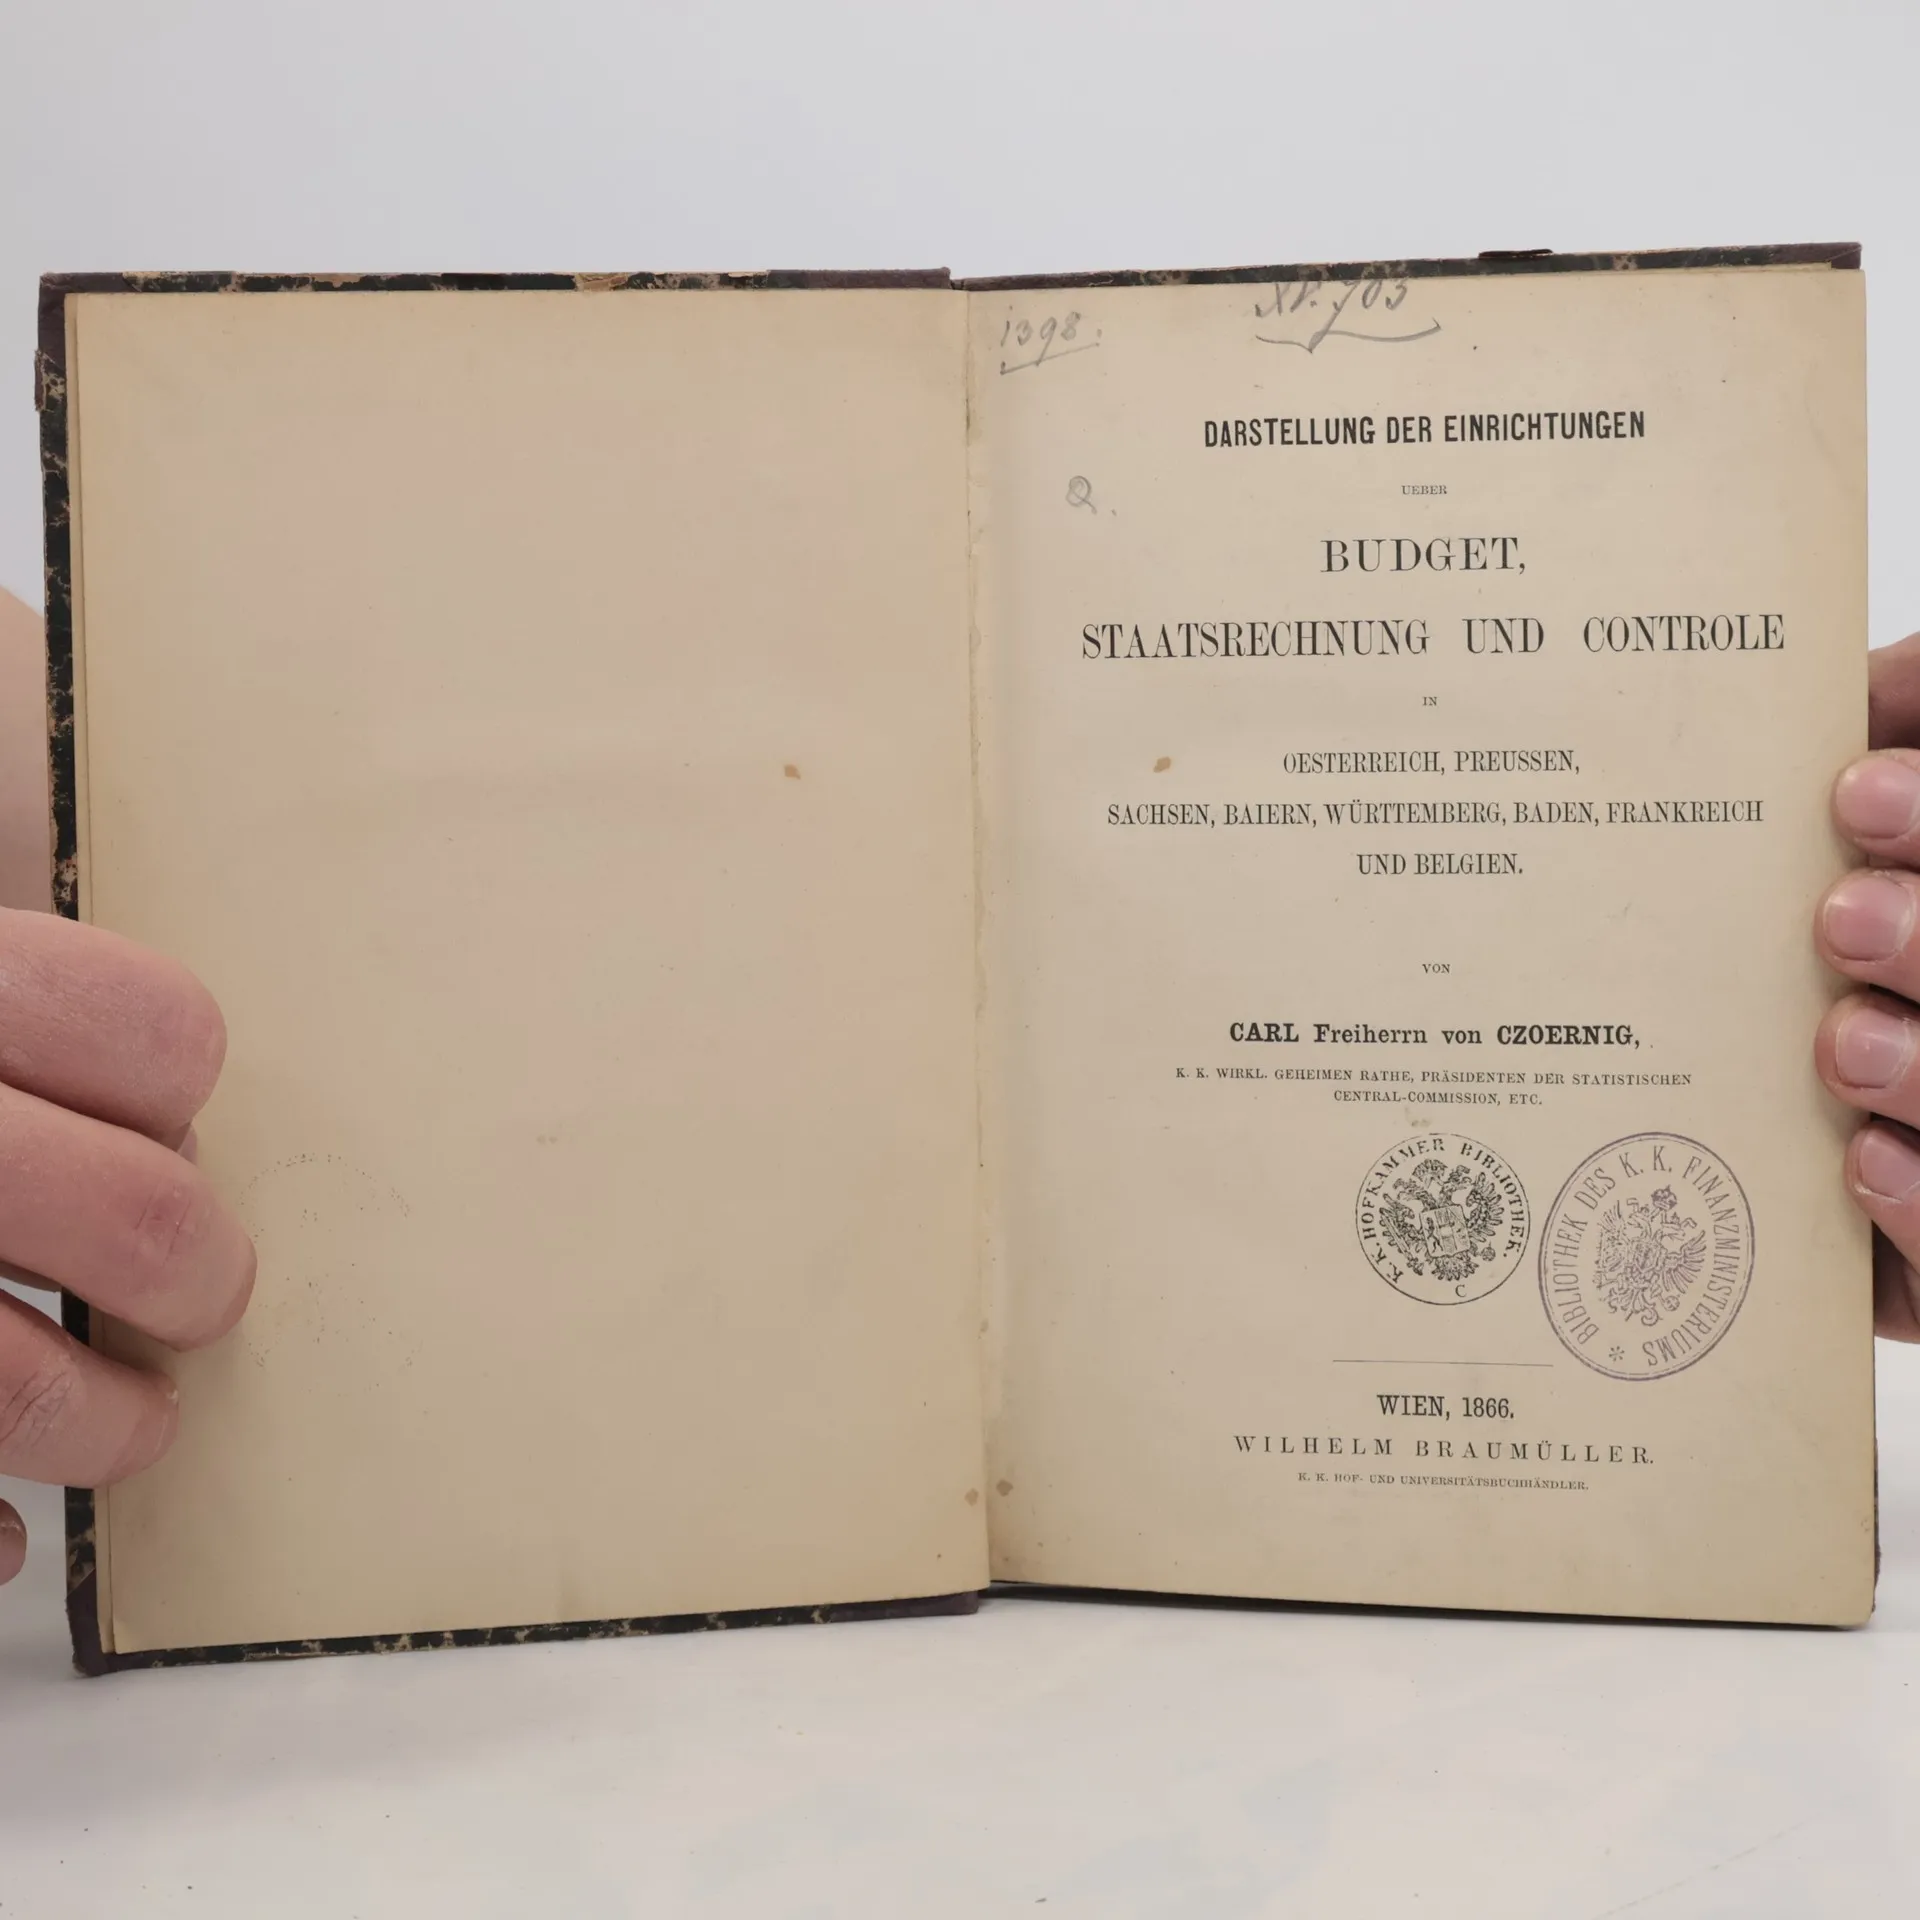 1398.
XV. 703
DARSTELLUNG DER EINRICHTUNGEN
UEBER
Q.
BUDGET,
STAATSRECHNUNG UND CONTROLE
IN
OESTERREICH, PREUSSEN,
SACHSEN, BAIERN, WÜRTTEMBERG, BADEN, FRANKREICH
UND BELGIEN.
VON
CARL Freiherrn von CZOERNIG,
K. K. WIRKL. GEHEIMEN RATHE, PRÄSIDENTEN DER STATISTISCHEN
CENTRAL-COMMISSION, ETC.
K. K. HOFKAMMER BIBLIOTHEK.
C
BIBLIOTHEK DES K. K. FINANZMINISTERIUMS *
WIEN, 1866.
WILHELM BRAUMÜLLER.
K. K. HOF- UND UNIVERSITÄTSBUCHHÄNDLER.